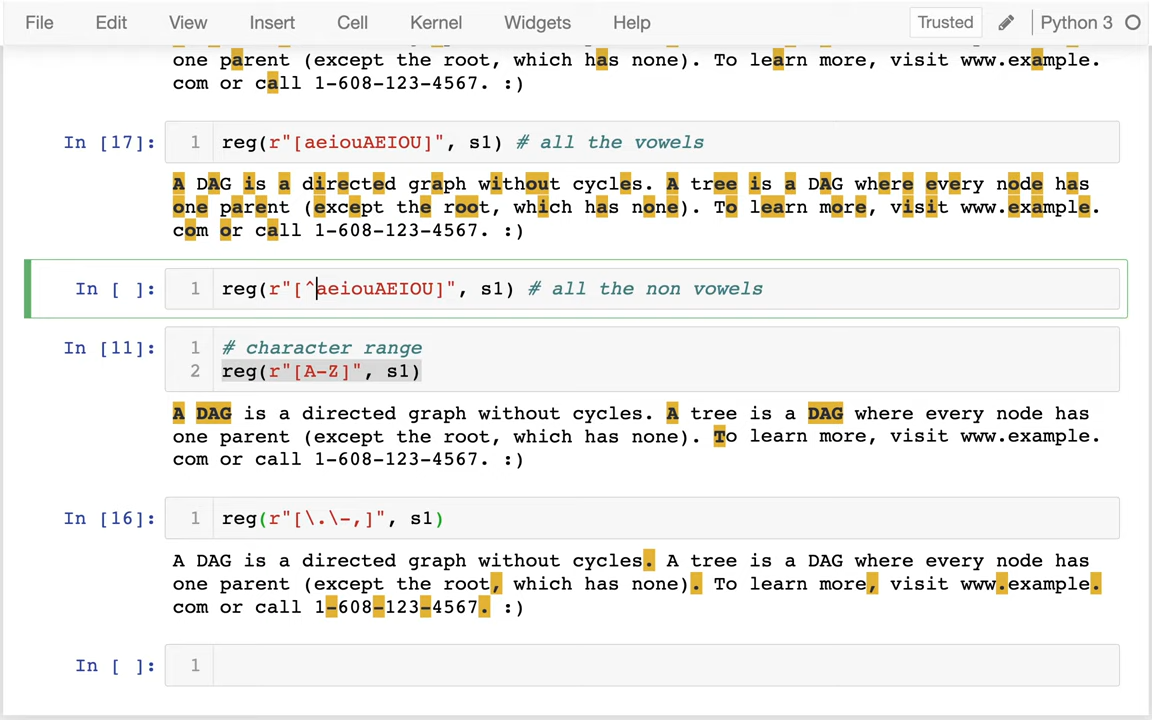 File Edit View Insert Cell Kernel Widgets Help Trusted Python 3
one parent (except the root, which has none). To learn more, visit www.example.
com or call 1-608-123-4567. :)
In [17]: 1 reg(r"[aeiouAEIOU]", s1) # all the vowels
A DAG is a directed graph without cycles. A tree is a DAG where every node has
one parent (except the root, which has none). To learn more, visit www.example.
com or call 1-608-123-4567. :)
In [ ]: 1 reg(r"[^aeiouAEIOU]", s1) # all the non vowels
In [11]: 1 # character range
2 reg(r"[A-Z]", s1)
A DAG is a directed graph without cycles. A tree is a DAG where every node has
one parent (except the root, which has none). To learn more, visit www.example.
com or call 1-608-123-4567. :)
In [16]: 1 reg(r"[\.\-,]", s1)
A DAG is a directed graph without cycles. A tree is a DAG where every node has
one parent (except the root, which has none). To learn more, visit www.example.
com or call 1-608-123-4567. :)
In [ ]: 1